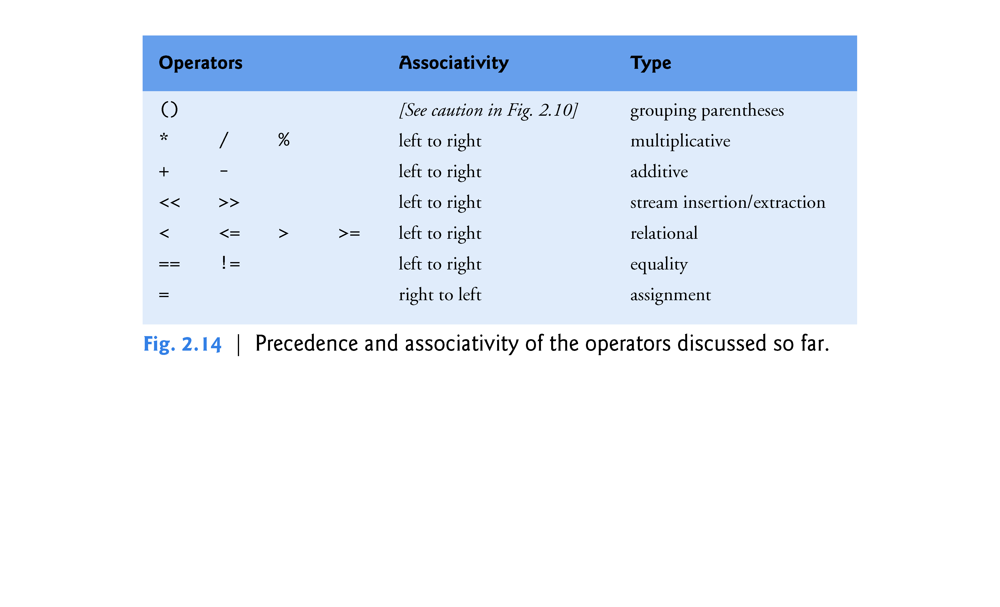 Operators Associativity Type
() [See caution in Fig. 2.10] grouping parentheses
* / % left to right multiplicative
+ - left to right additive
<< >> left to right stream insertion/extraction
< <= > >= left to right relational
== != left to right equality
= right to left assignment
Fig. 2.14 | Precedence and associativity of the operators discussed so far.